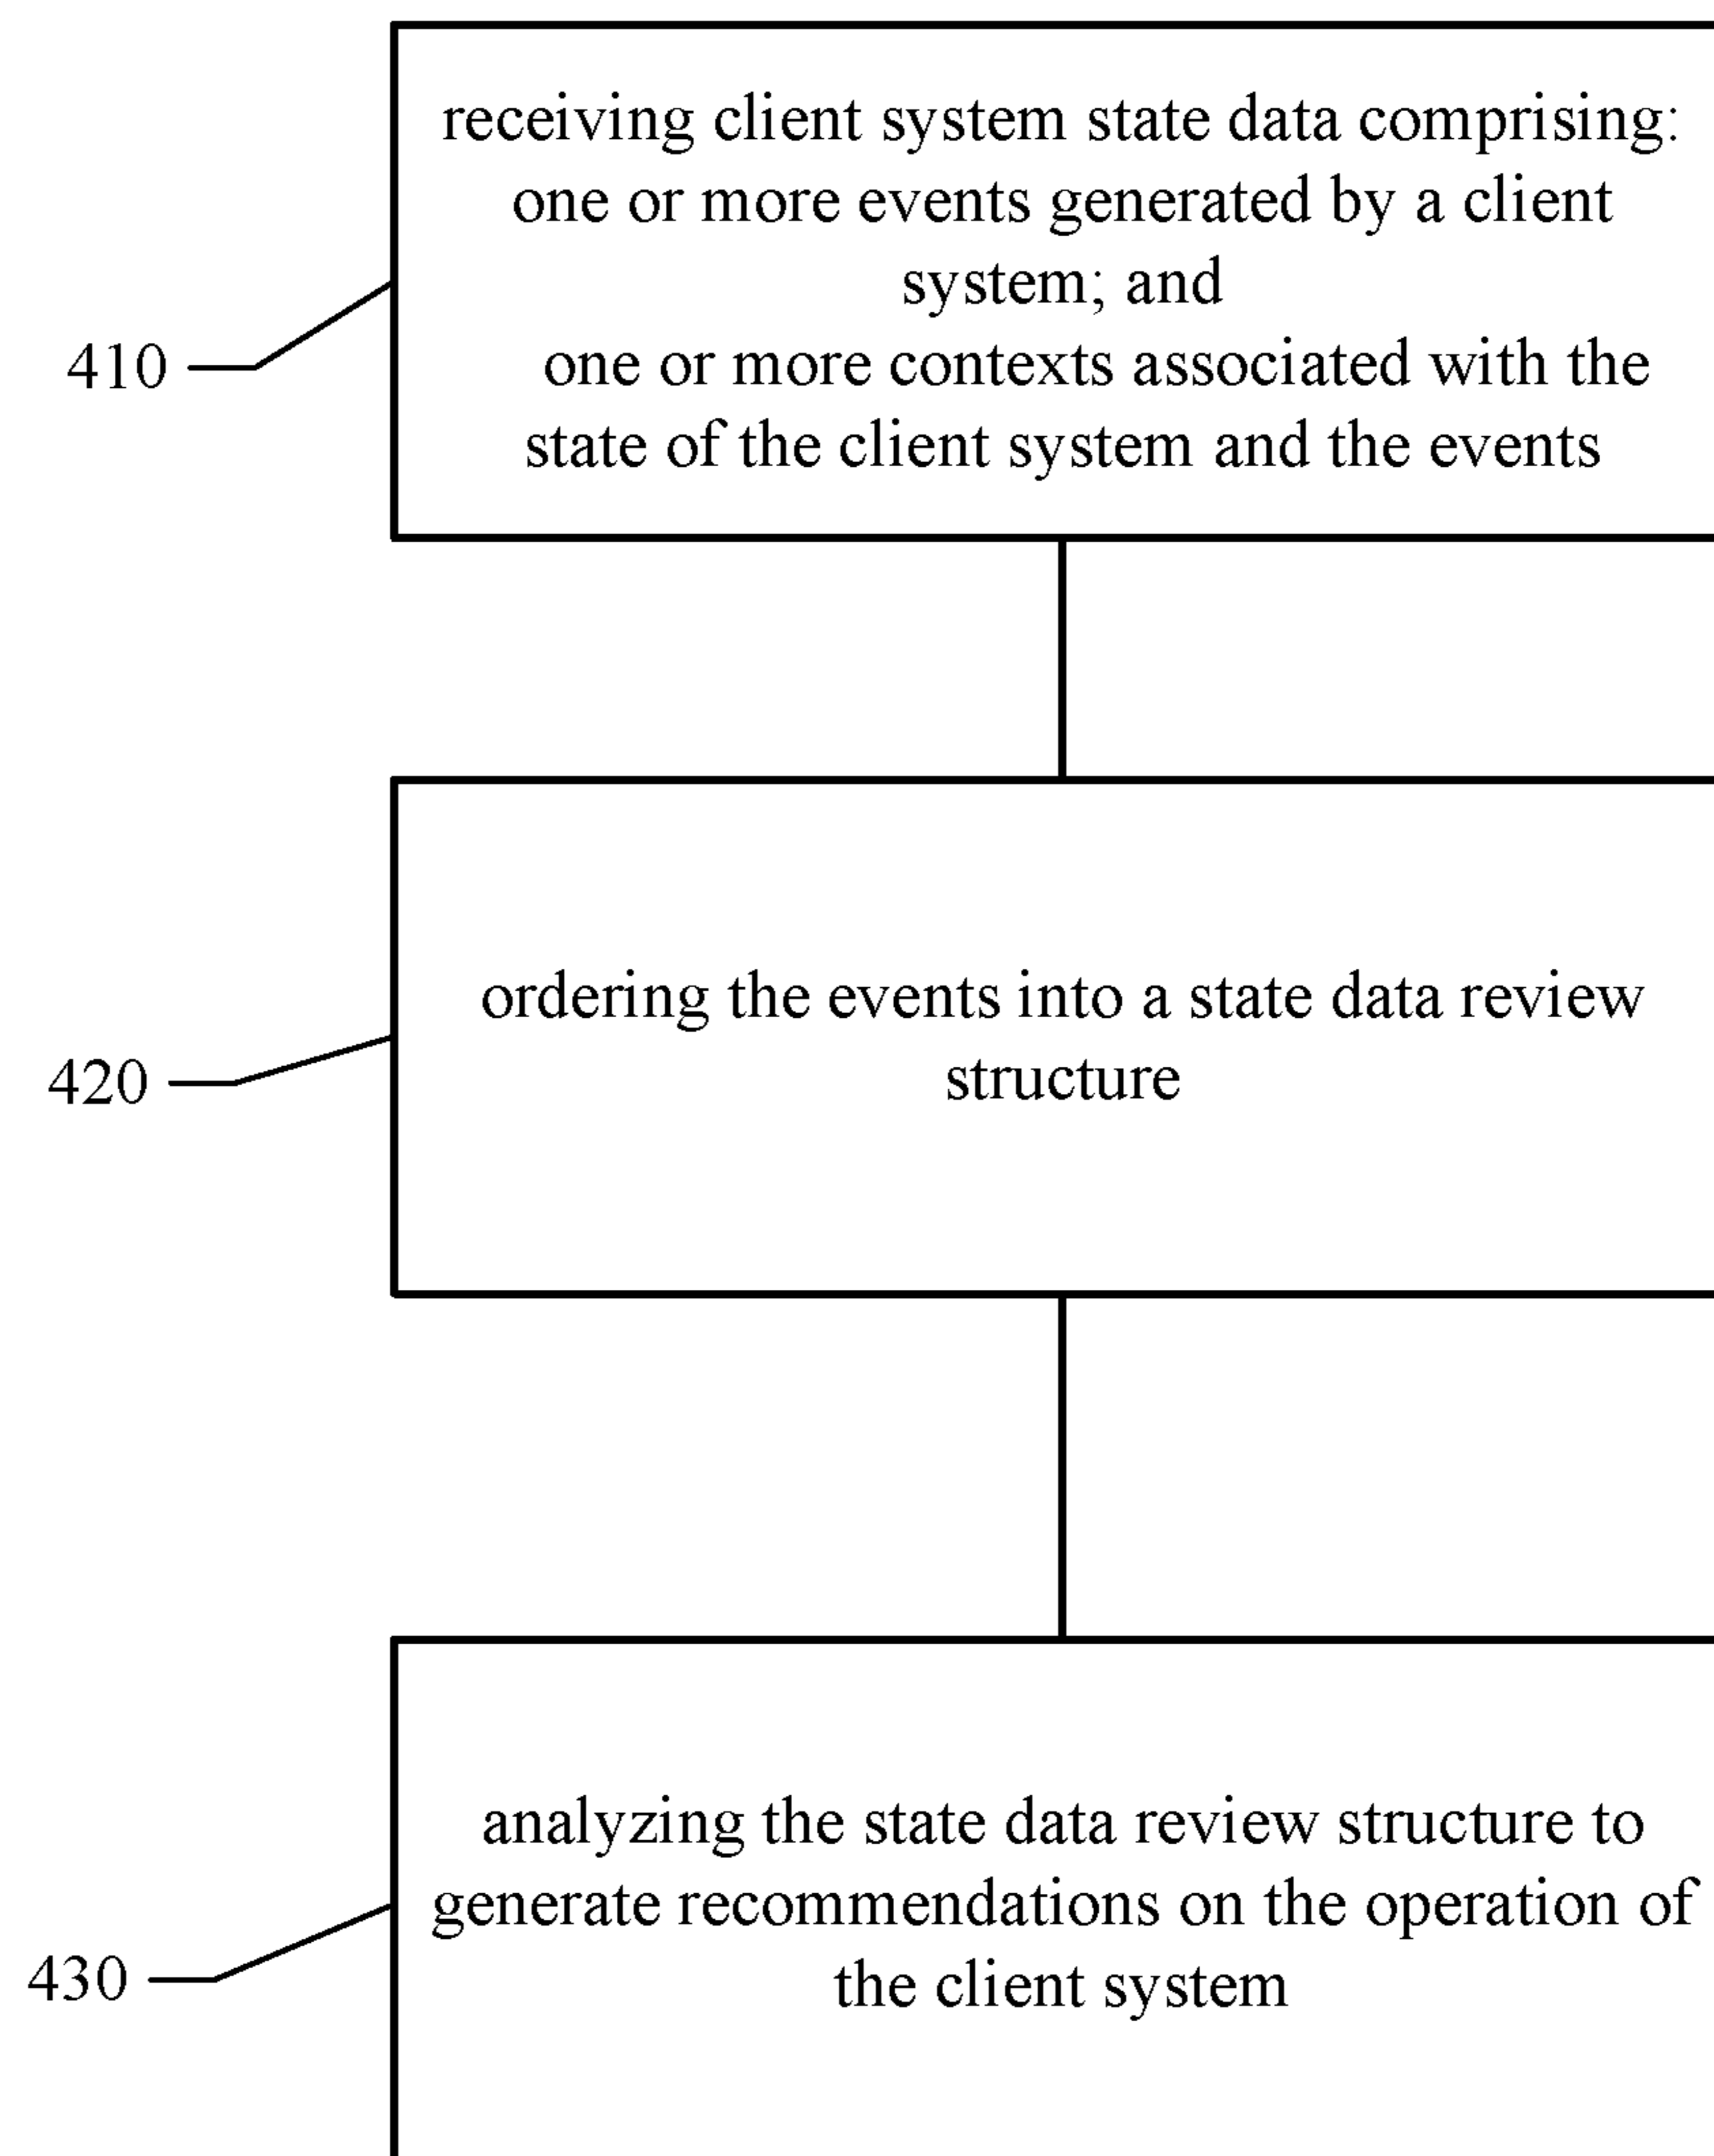 receiving client system state data comprising:
one or more events generated by a client
system; and
one or more contexts associated with the
state of the client system and the events
410
ordering the events into a state data review
structure
420
analyzing the state data review structure to
generate recommendations on the operation of
the client system
430